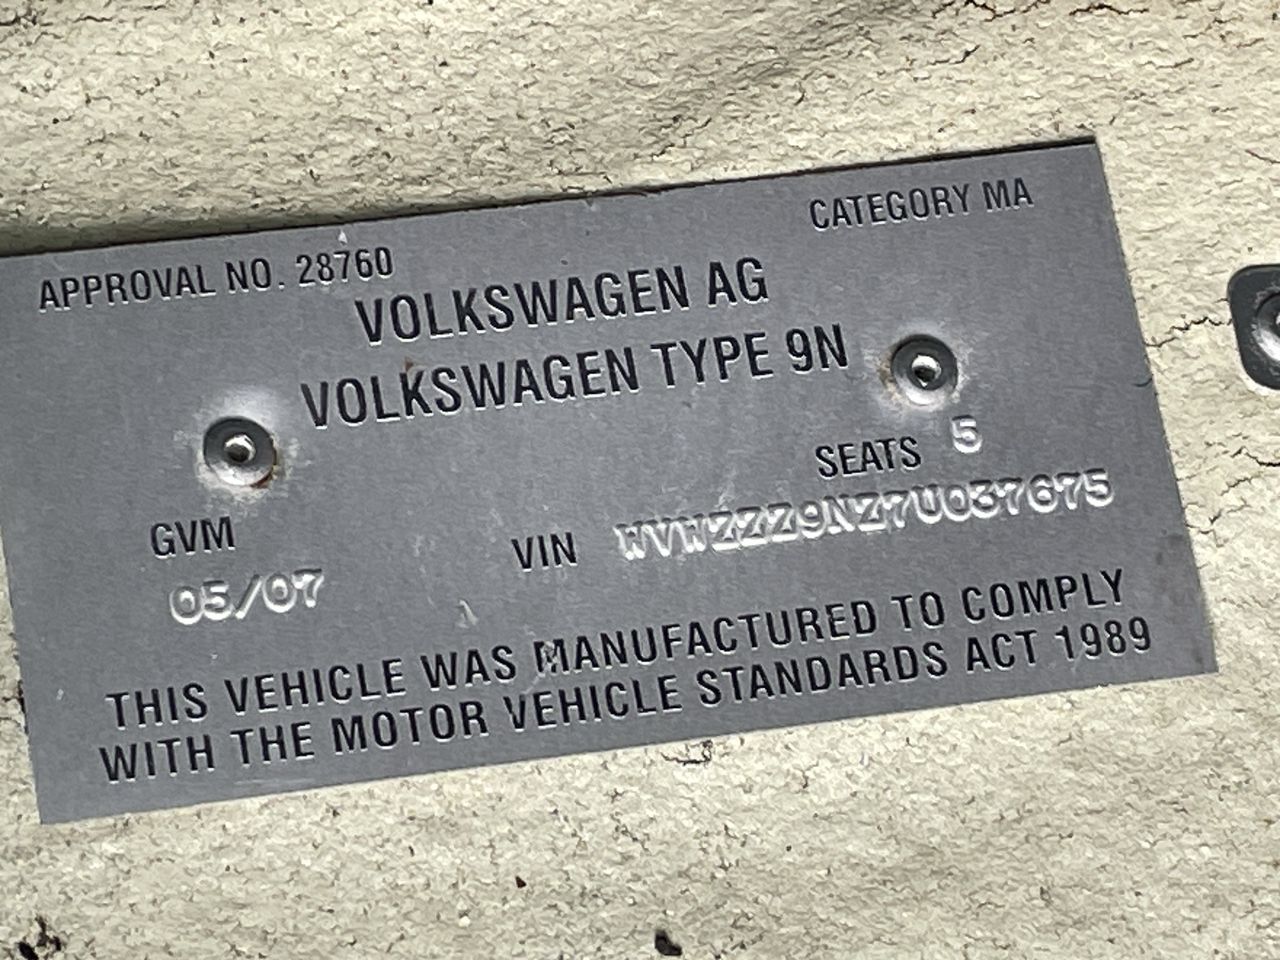 APPROVAL NO. 28760
CATEGORY MA
VOLKSWAGEN AG
VOLKSWAGEN TYPE 9N
SEATS 5
GVM
VIN WVWZZZ9NZ7U037675
05/07
THIS VEHICLE WAS MANUFACTURED TO COMPLY
WITH THE MOTOR VEHICLE STANDARDS ACT 1989